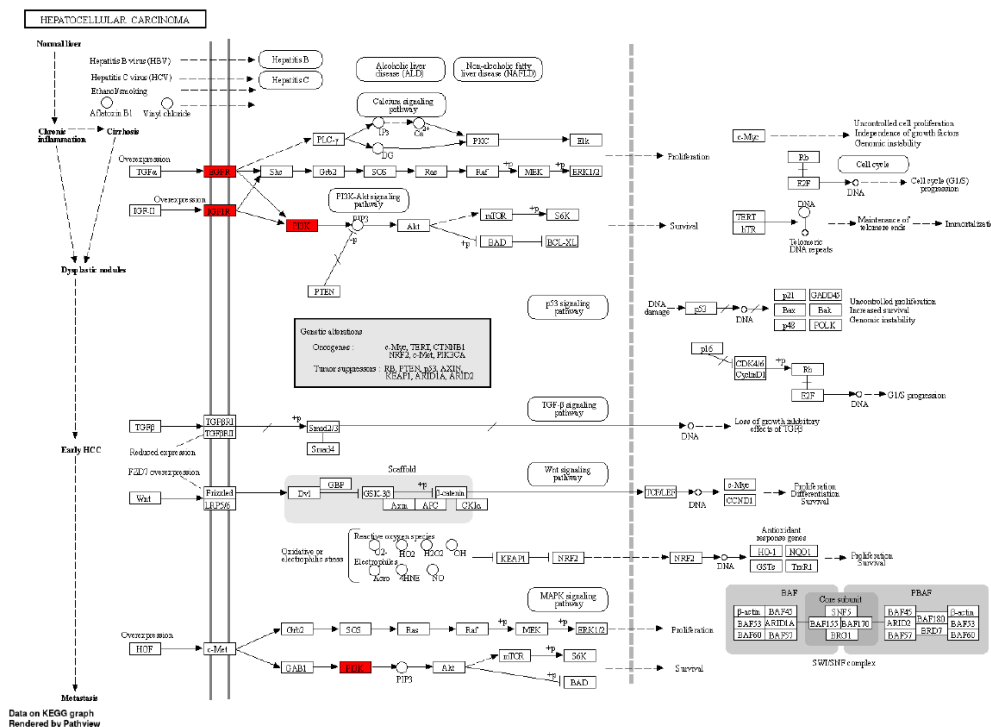 HEPATOCELLULAR CARCINOMA
Normal liver
Hepatitis B virus (HBV)
Hepatitis B
Hepatitis C virus (HCV)
Hepatitis C
Ethanol/smoking
Aflatoxin B1
Vinyl chloride
Alcoholic liver
disease (ALD)
Non-alcoholic fatty
liver disease (NAFLD)
Chronic
inflammation
Cirrhosis
Calcium signaling
pathway
PLC-γ
IP3
Ca2+
DG
PKC
Elk
Overexpression
TGFα
EGFR
Shc
Grb2
SOS
Ras
Raf
+p
MEK
+p
ERK1/2
Proliferation
Overexpression
IGF-II
IGF1R
PI3K-Akt signaling
pathway
PI3K
PIP3
-p
Akt
+p
mTOR
S6K
+p
BAD
BCL-XL
Survival
PTEN
c-Myc
Uncontrolled cell proliferation
Independence of growth factors
Genomic instability
Rb
E2F
Cell cycle
DNA
Cell cycle (G1/S)
progression
TERT
hTR
DNA
Telomeric
DNA repeats
Maintenance of
telomere ends
Dysplastic nodules
p53 signaling
pathway
DNA
damage
p53
DNA
p21
GADD45
Bax
Bak
p48
POLK
Uncontrolled proliferation
Increased survival
Genomic instability
Genetic alterations
Oncogenes : c-Myc, TERT, CTNNB1
NRF2, c-Met, PIK3CA
Tumor suppressors : RB, PTEN, p53, AXIN,
KEAP1, ARID1A, ARID2
p16
CDK4/6
CyclinD1
+p
Rb
E2F
DNA
G1/S progression
TGF-β signaling
pathway
TGFβ
TGFβRI
TGFβRII
+p
Smad2/3
Smad4
DNA
Loss of growth inhibitory
effects of TGFβ
Reduced expression
Early HCC
FZD7 overexpression
Wnt
Frizzled
LRP5/6
Scaffold
Dvl
GBP
GSK-3β
+p
β-catenin
Axin
APC
CKIα
Wnt signaling
pathway
TCF/LEF
DNA
c-Myc
CCND1
Proliferation
Differentiation
Survival
Oxidative or
electrophilic stress
Reactive oxygen species
O2-
HO2
H2O2
OH
Electrophiles
Acro
4HNE
NO
KEAP1
NRF2
NRF2
DNA
Antioxidant
response genes
HO-1
NQO1
GSTs
TxnR1
Proliferation
Survival
MAPK signaling
pathway
Overexpression
HGF
c-Met
Grb2
SOS
Ras
Raf
+p
MEK
+p
ERK1/2
Proliferation
GAB1
PI3K
PIP3
Akt
+p
mTOR
S6K
+p
BAD
Survival
BAF
PBAF
Core subunit
β-actin
BAF45
BAF53
ARID1A
BAF60
BAF57
SNF5
BAF155
BAF170
BRG1
BAF45
ARID2
BAF57
BAF180
BRD7
β-actin
BAF53
BAF60
SWI/SNF complex
Metastasis
Data on KEGG graph
Rendered by Pathview